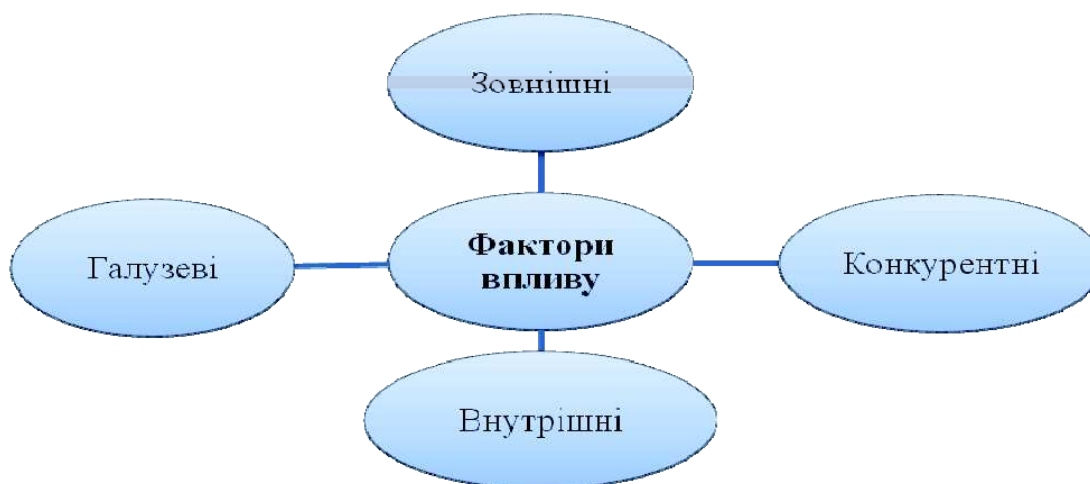 Зовнішні
Галузеві
Фактори
впливу
Конкурентні
Внутрішні